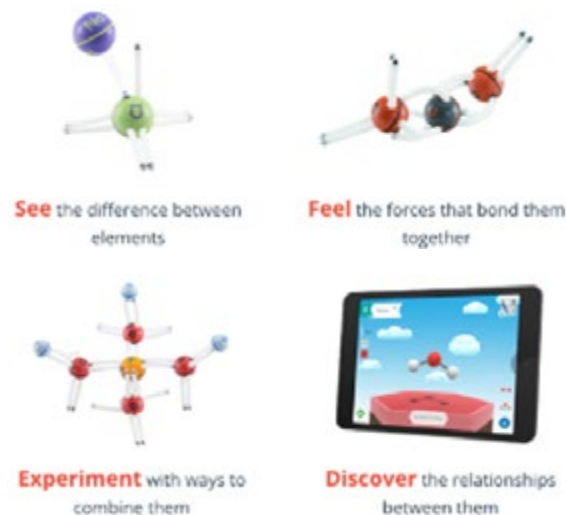 Na
See the difference between
elements
Feel the forces that bond them
together
Experiment with ways to
combine them
Discover the relationships
between them